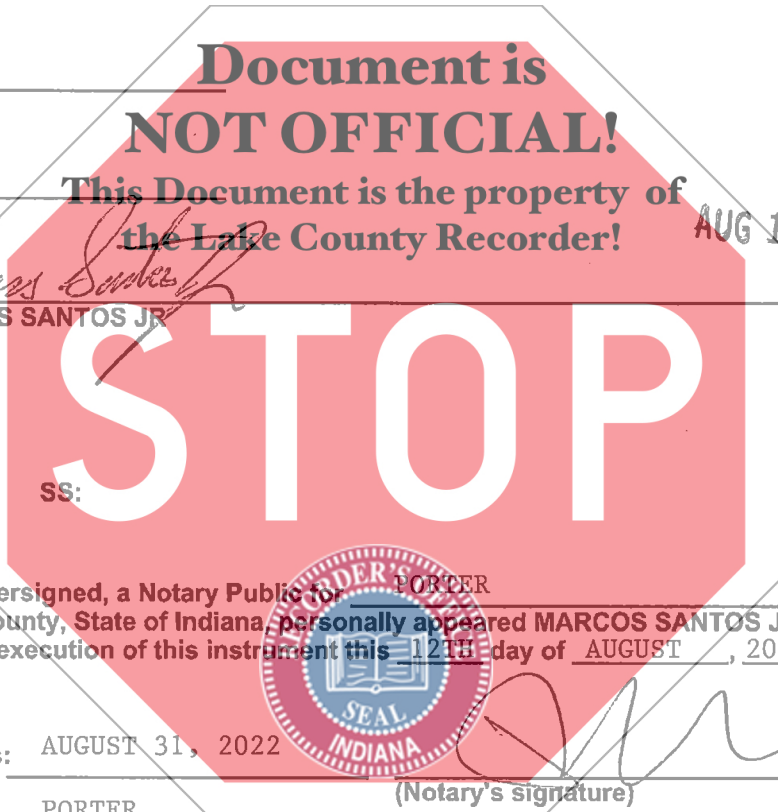 Document is
NOT OFFICIAL!
This Document is the property of
the Lake County Recorder!
AUG 1
S SANTOS JR
STOP
SS:
ersigned, a Notary Public for PORTER
ounty, State of Indiana, personally appeared MARCOS SANTOS J
execution of this instrument this 12TH day of AUGUST , 20
RECORDER'S OFFICE
SEAL
INDIANA
: AUGUST 31, 2022
(Notary's signature)
PORTER